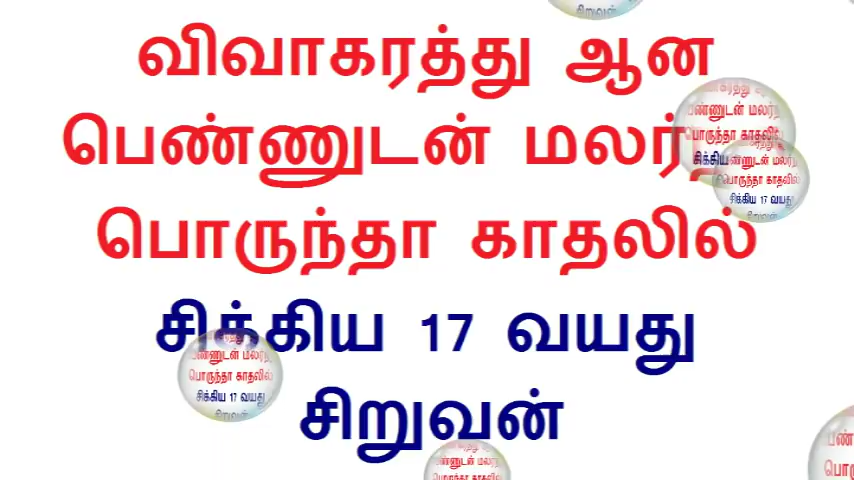 விவாகரத்து ஆன
பெண்ணுடன் மலர்ந்த
பொருந்தா காதலில்
சிக்கிய 17 வயது
சிறுவன்